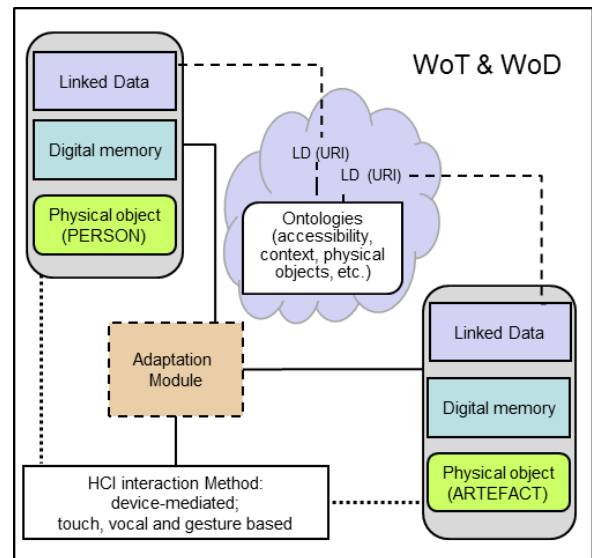 WoT & WoD
Linked Data
Digital memory
Physical object
(PERSON)
LD (URI)
LD (URI)
Ontologies
(accessibility,
context, physical
objects, etc.)
Adaptation
Module
Linked Data
Digital memory
Physical object
(ARTEFACT)
HCI interaction Method:
device-mediated;
touch, vocal and gesture based